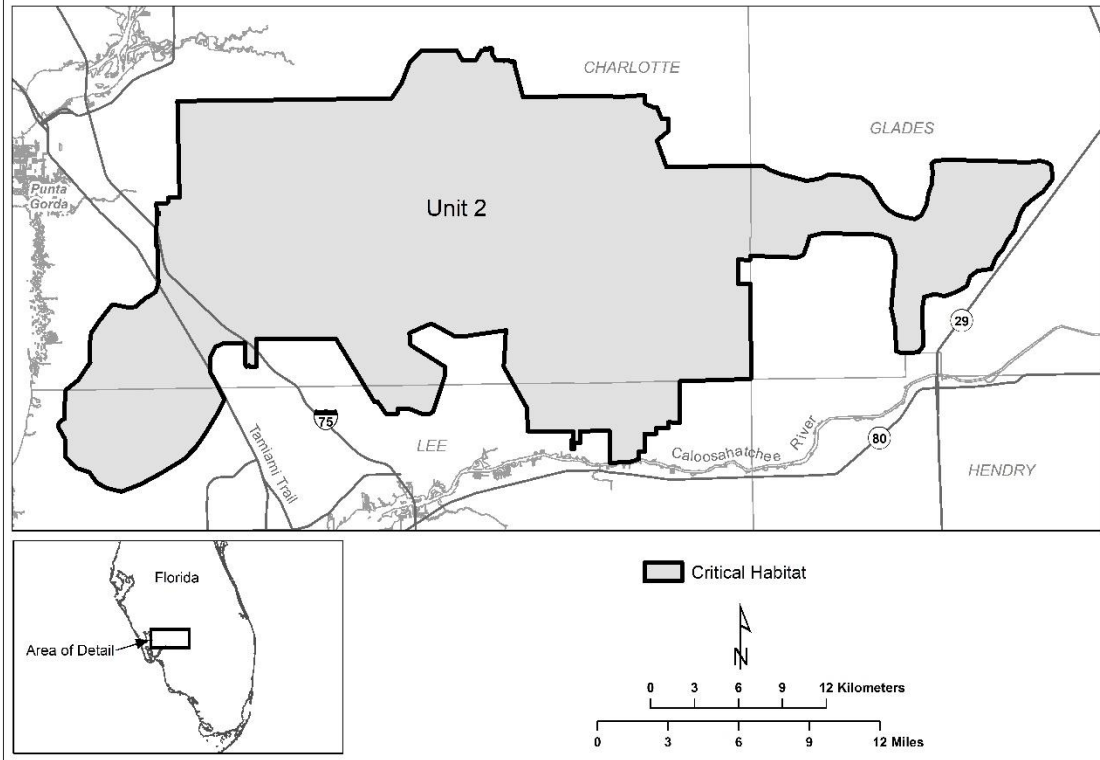 CHARLOTTE
GLADES
Punta
Gorda
Unit 2
29
75
LEE
Tamiami Trail
Caloosahatchee River
80
HENDRY
Florida
Area of Detail
Critical Habitat
N
0 3 6 9 12 Kilometers
0 3 6 9 12 Miles